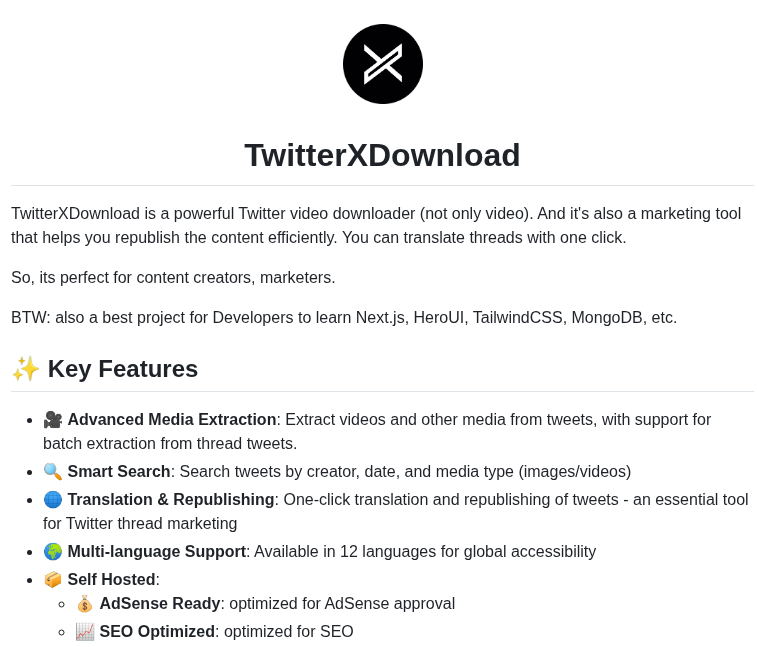 TwitterXDownload
TwitterXDownload is a powerful Twitter video downloader (not only video). And it's also a marketing tool
that helps you republish the content efficiently. You can translate threads with one click.
So, its perfect for content creators, marketers.
BTW: also a best project for Developers to learn Next.js, HeroUI, TailwindCSS, MongoDB, etc.
✨ Key Features
• 🎥 Advanced Media Extraction: Extract videos and other media from tweets, with support for
batch extraction from thread tweets.
• 🔍 Smart Search: Search tweets by creator, date, and media type (images/videos)
• 🌐 Translation & Republishing: One-click translation and republishing of tweets - an essential tool
for Twitter thread marketing
• 🌍 Multi-language Support: Available in 12 languages for global accessibility
• 📦 Self Hosted:
◦ 💰 AdSense Ready: optimized for AdSense approval
◦ 📈 SEO Optimized: optimized for SEO